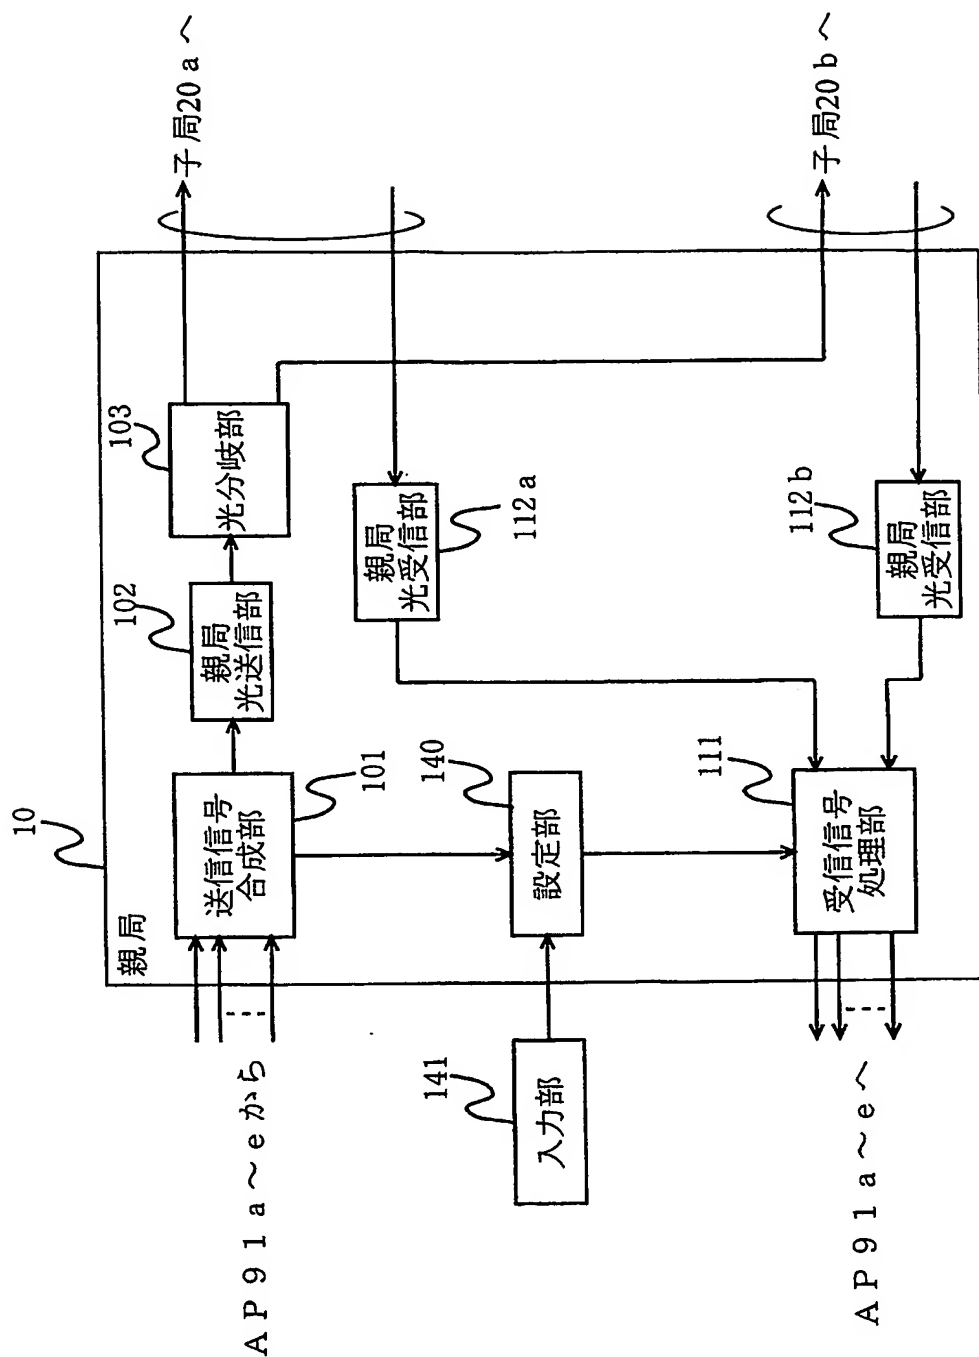 10
親局
AP91a～eから
送信信号
合成部
101
親局
光送信部
102
光分岐部
103
子局20aへ
親局
光受信部
112a
入力部
141
設定部
140
AP91a～eへ
受信信号
処理部
111
親局
光受信部
112b
子局20bへ